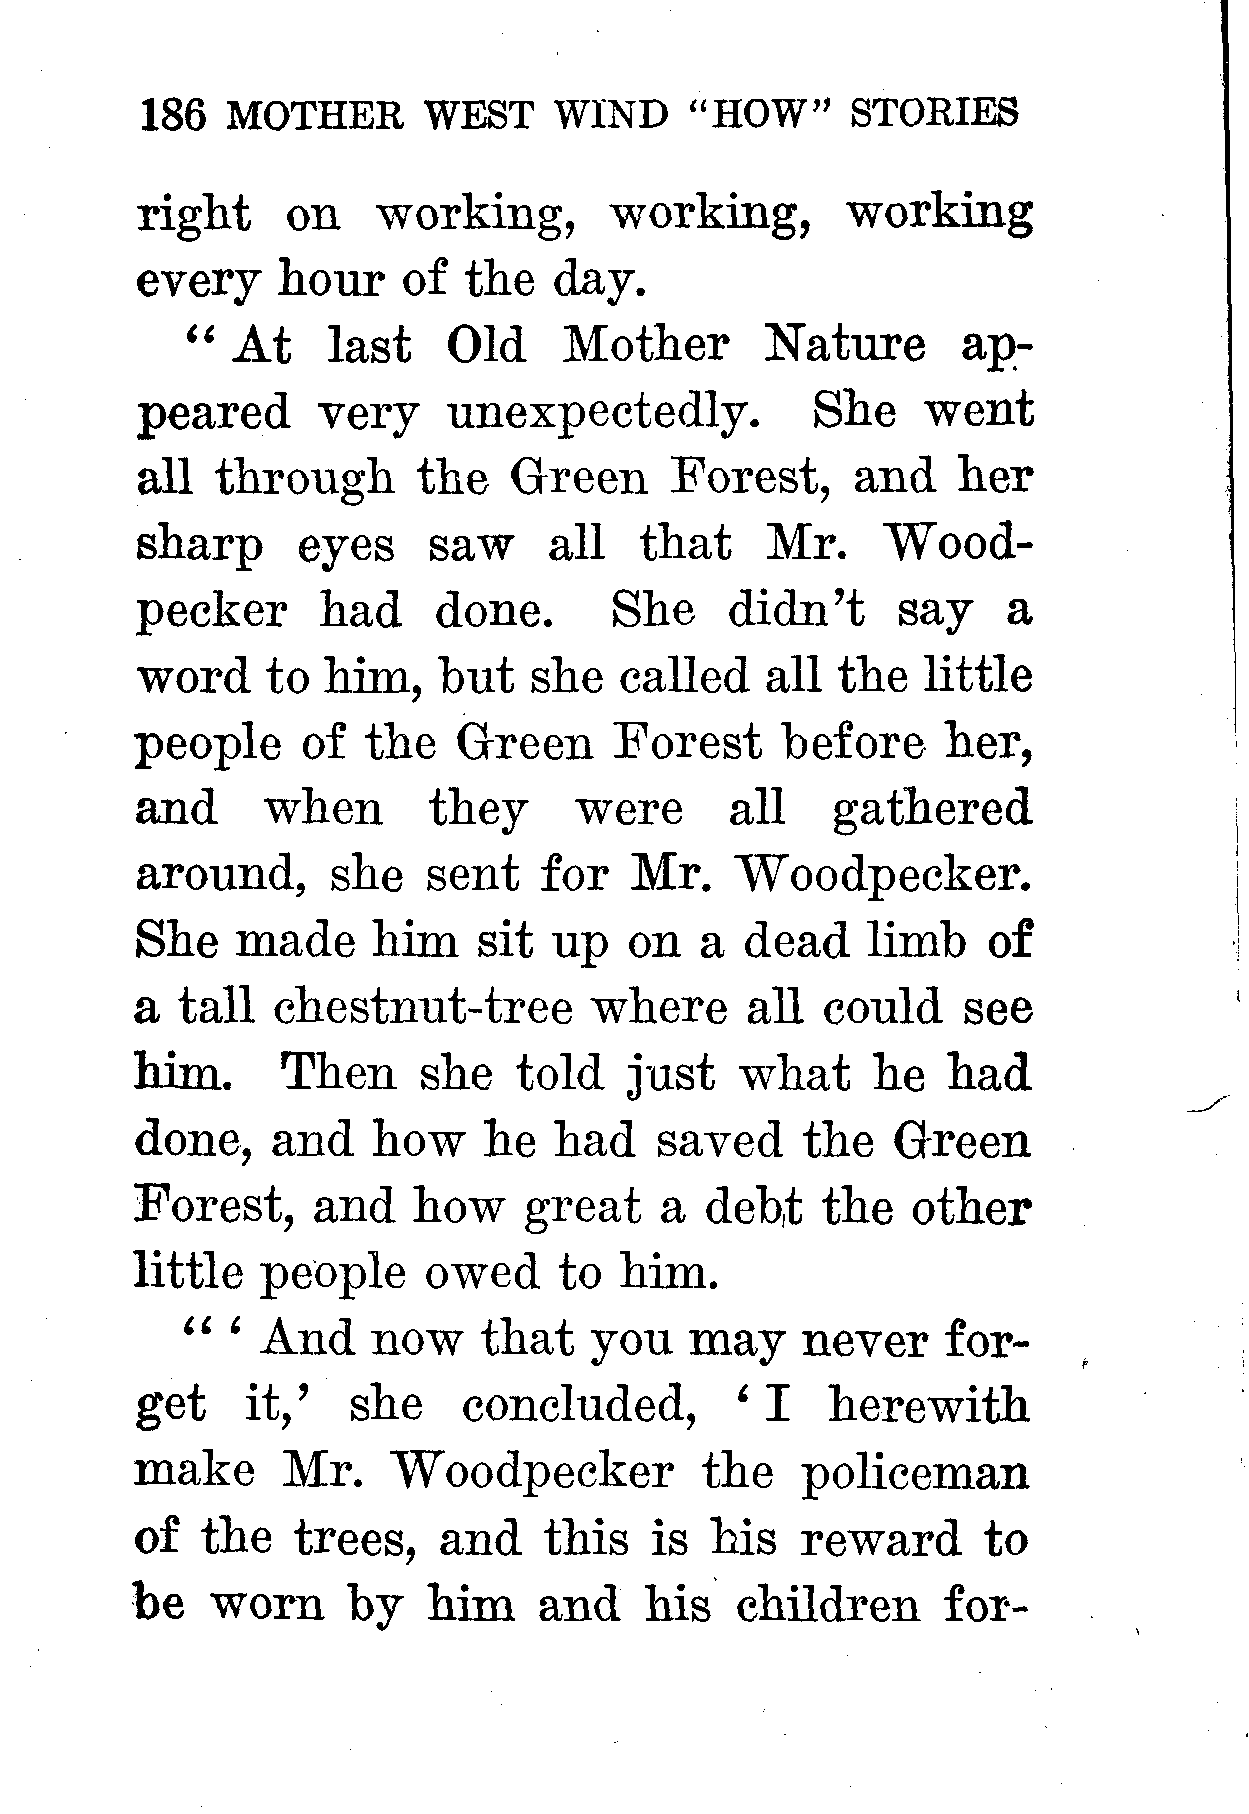 186 MOTHER WEST WIND "HOW" STORIES
right on working, working, working
every hour of the day.
“ At last Old Mother Nature ap-
peared very unexpectedly. She went
all through the Green Forest, and her
sharp eyes saw all that Mr. Wood-
pecker had done. She didn’t say a
word to him, but she called all the little
people of the Green Forest before her,
and when they were all gathered
around, she sent for Mr. Woodpecker.
She made him sit up on a dead limb of
a tall chestnut-tree where all could see
him. Then she told just what he had
done, and how he had saved the Green
Forest, and how great a debt the other
little people owed to him.
“ ‘ And now that you may never for-
get it,’ she concluded, ‘ I herewith
make Mr. Woodpecker the policeman
of the trees, and this is his reward to
be worn by him and his children for-